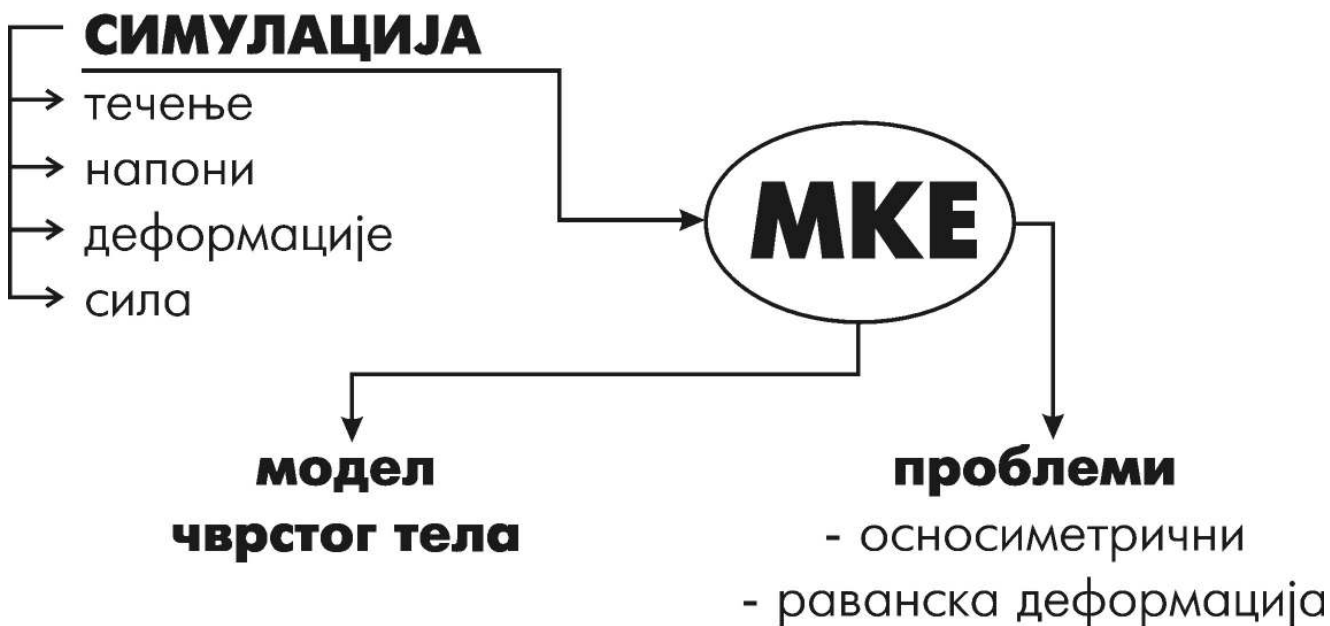 СИМУЛАЦИЈА
течење
напони
деформације
сила
МКЕ
модел
чврстог тела
проблеми
- осносиметрични
- раванска деформација